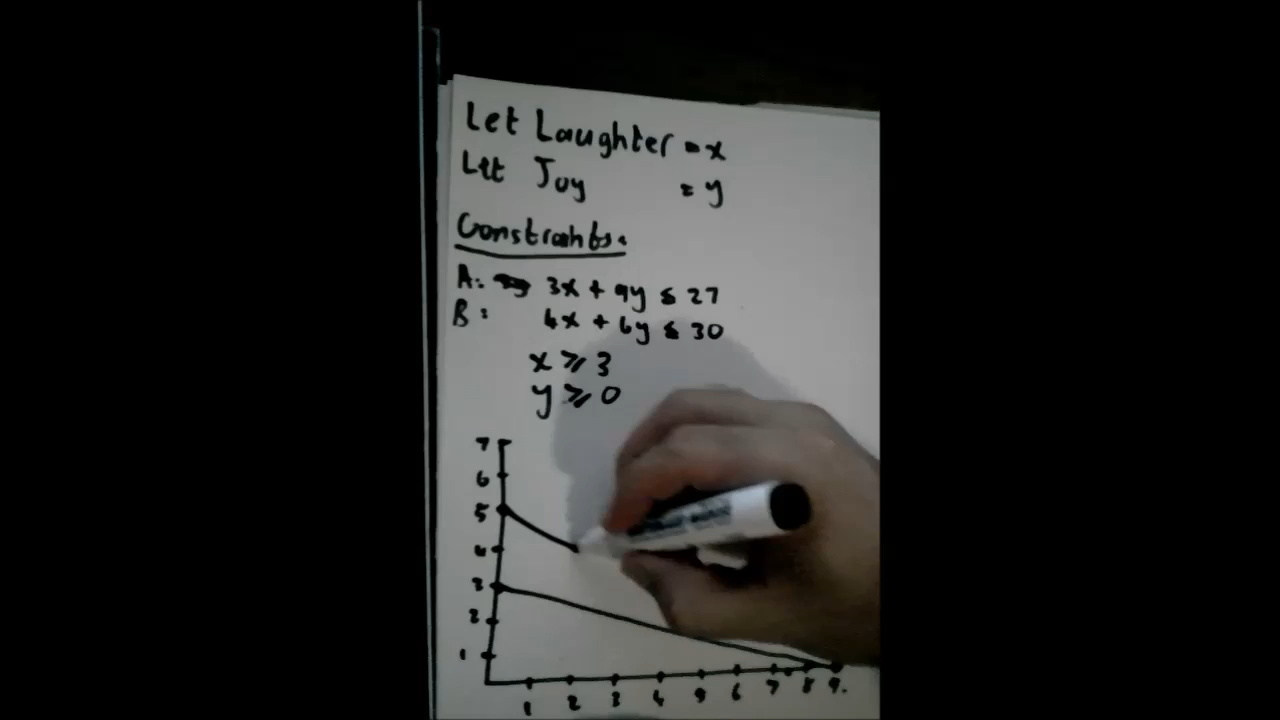 Let Laughter = x
Let Joy = y
Constraints:
A: 3x + 9y ≤ 27
B: 4x + 6y ≤ 30
x ≥ 3
y ≥ 0
7
6
5
4
3
2
1
1 2 3 4 5 6 7 8 9.